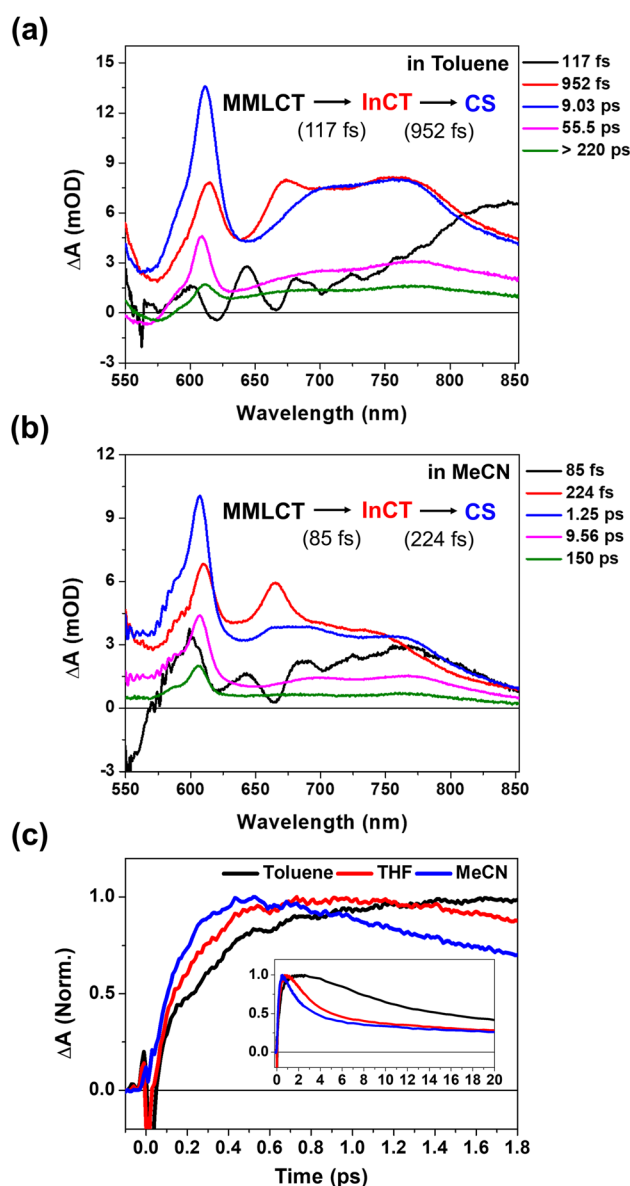 (a)
in Toluene
MMLCT → InCT → CS
(117 fs) (952 fs)
117 fs
952 fs
9.03 ps
55.5 ps
> 220 ps
15
12
9
6
3
0
-3
ΔA (mOD)
550 600 650 700 750 800 850
Wavelength (nm)
(b)
in MeCN
MMLCT → InCT → CS
(85 fs) (224 fs)
85 fs
224 fs
1.25 ps
9.56 ps
150 ps
12
9
6
3
0
-3
ΔA (mOD)
550 600 650 700 750 800 850
Wavelength (nm)
(c)
Toluene THF MeCN
1.0
0.5
0.0
ΔA (Norm.)
1.0
0.5
0.0
0 2 4 6 8 10 12 14 16 18 20
0.0 0.2 0.4 0.6 0.8 1.0 1.2 1.4 1.6 1.8
Time (ps)